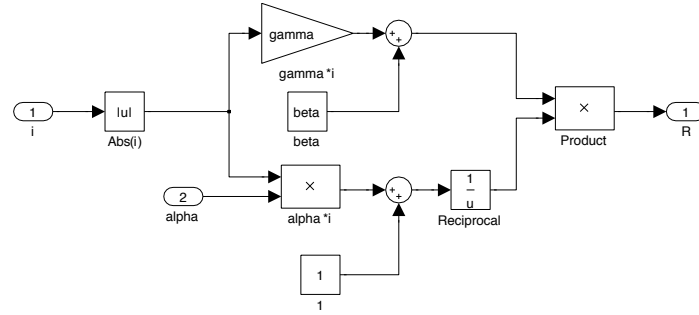 gamma
+
+
gamma *i
1
i
|u|
Abs(i)
beta
beta
×
Product
1
R
2
alpha
×
alpha *i
+
+
1
u
Reciprocal
1
1